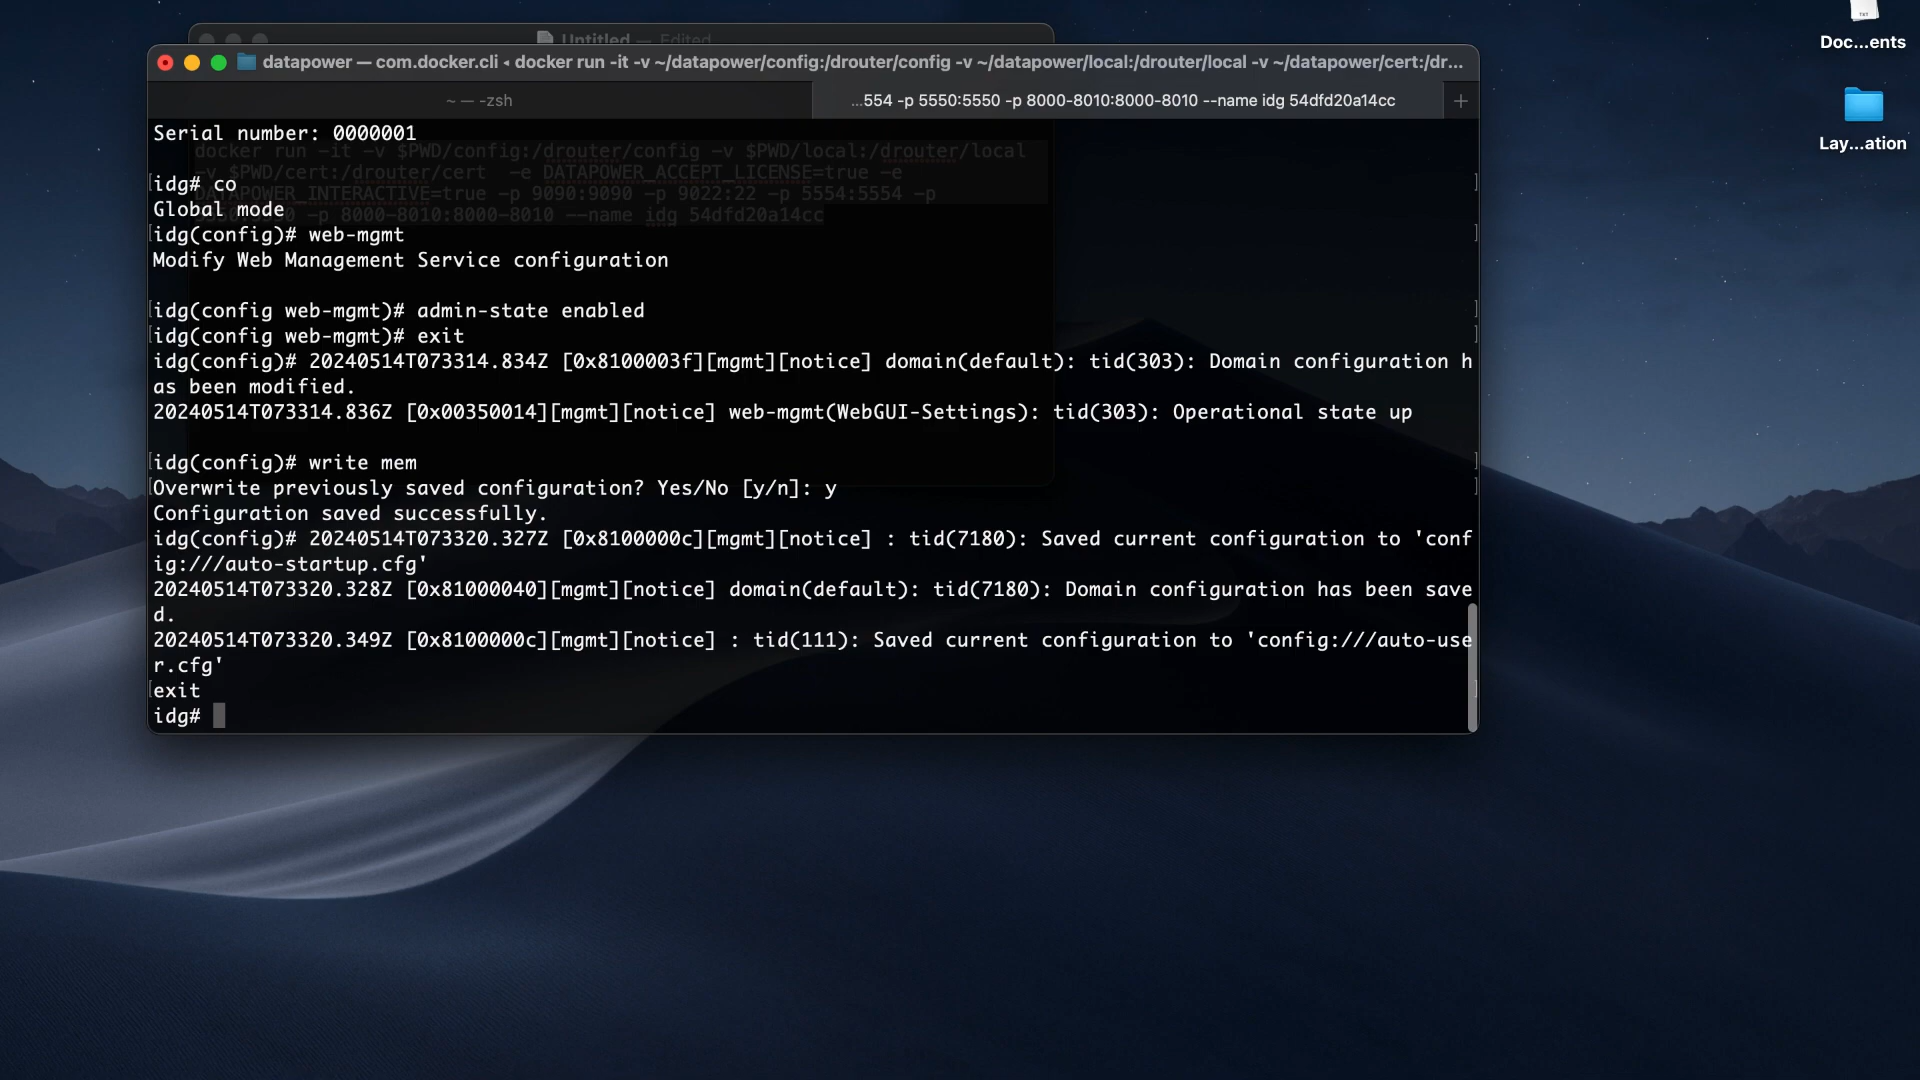 Untitled — Edited
datapower — com.docker.cli ◂ docker run -it -v ~/datapower/config:/drouter/config -v ~/datapower/local:/drouter/local -v ~/datapower/cert:/dr...
~ — -zsh
...554 -p 5550:5550 -p 8000-8010:8000-8010 --name idg 54dfd20a14cc
+
Serial number: 0000001
docker run -it -v $PWD/config:/drouter/config -v $PWD/local:/drouter/local
-v $PWD/cert:/drouter/cert  -e DATAPOWER_ACCEPT_LICENSE=true -e
idg# co
DATAPOWER_INTERACTIVE=true -p 9090:9090 -p 9022:22 -p 5554:5554 -p
Global mode
-p 8000-8010:8000-8010 --name idg 54dfd20a14cc
idg(config)# web-mgmt
Modify Web Management Service configuration
idg(config web-mgmt)# admin-state enabled
idg(config web-mgmt)# exit
idg(config)# 20240514T073314.834Z [0x8100003f][mgmt][notice] domain(default): tid(303): Domain configuration h
as been modified.
20240514T073314.836Z [0x00350014][mgmt][notice] web-mgmt(WebGUI-Settings): tid(303): Operational state up
idg(config)# write mem
Overwrite previously saved configuration? Yes/No [y/n]: y
Configuration saved successfully.
idg(config)# 20240514T073320.327Z [0x8100000c][mgmt][notice] : tid(7180): Saved current configuration to 'conf
ig:///auto-startup.cfg'
20240514T073320.328Z [0x81000040][mgmt][notice] domain(default): tid(7180): Domain configuration has been save
d.
20240514T073320.349Z [0x8100000c][mgmt][notice] : tid(111): Saved current configuration to 'config:///auto-use
r.cfg'
exit
idg#
TXT
Doc...ents
Lay...ation